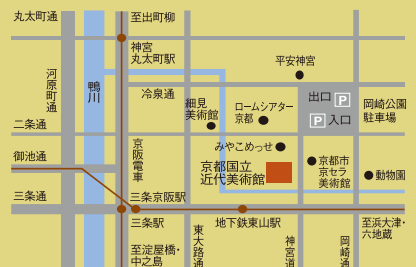 丸太町通
至出町柳
神宮
丸太町駅
平安神宮
河原町通
鴨川
冷泉通
細見
美術館
ロームシアター
京都
出口 P
P 入口
岡崎公園
駐車場
二条通
京阪電車
みやこめっせ
御池通
京都国立
近代美術館
京都市
京セラ
美術館
動物園
三条通
三条京阪駅
三条駅
地下鉄東山駅
至浜大津・
六地蔵
至淀屋橋・
中之島
東大路通
神宮道
岡崎通